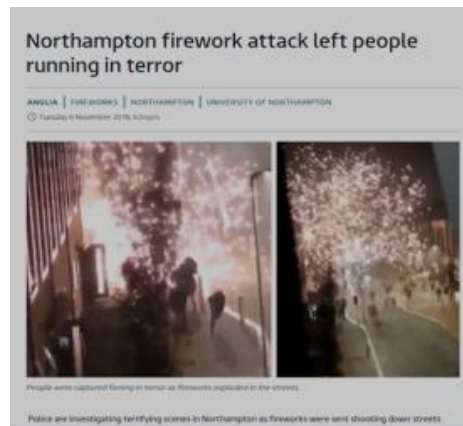 Northampton firework attack left people
running in terror
ANGLIA | FIREWORKS | NORTHAMPTON | UNIVERSITY OF NORTHAMPTON
Tuesday 6 November 2018,
People were captured fleeing in terror as fireworks exploded in the streets.
Police are investigating terrifying scenes in Northampton as fireworks were sent shooting down streets